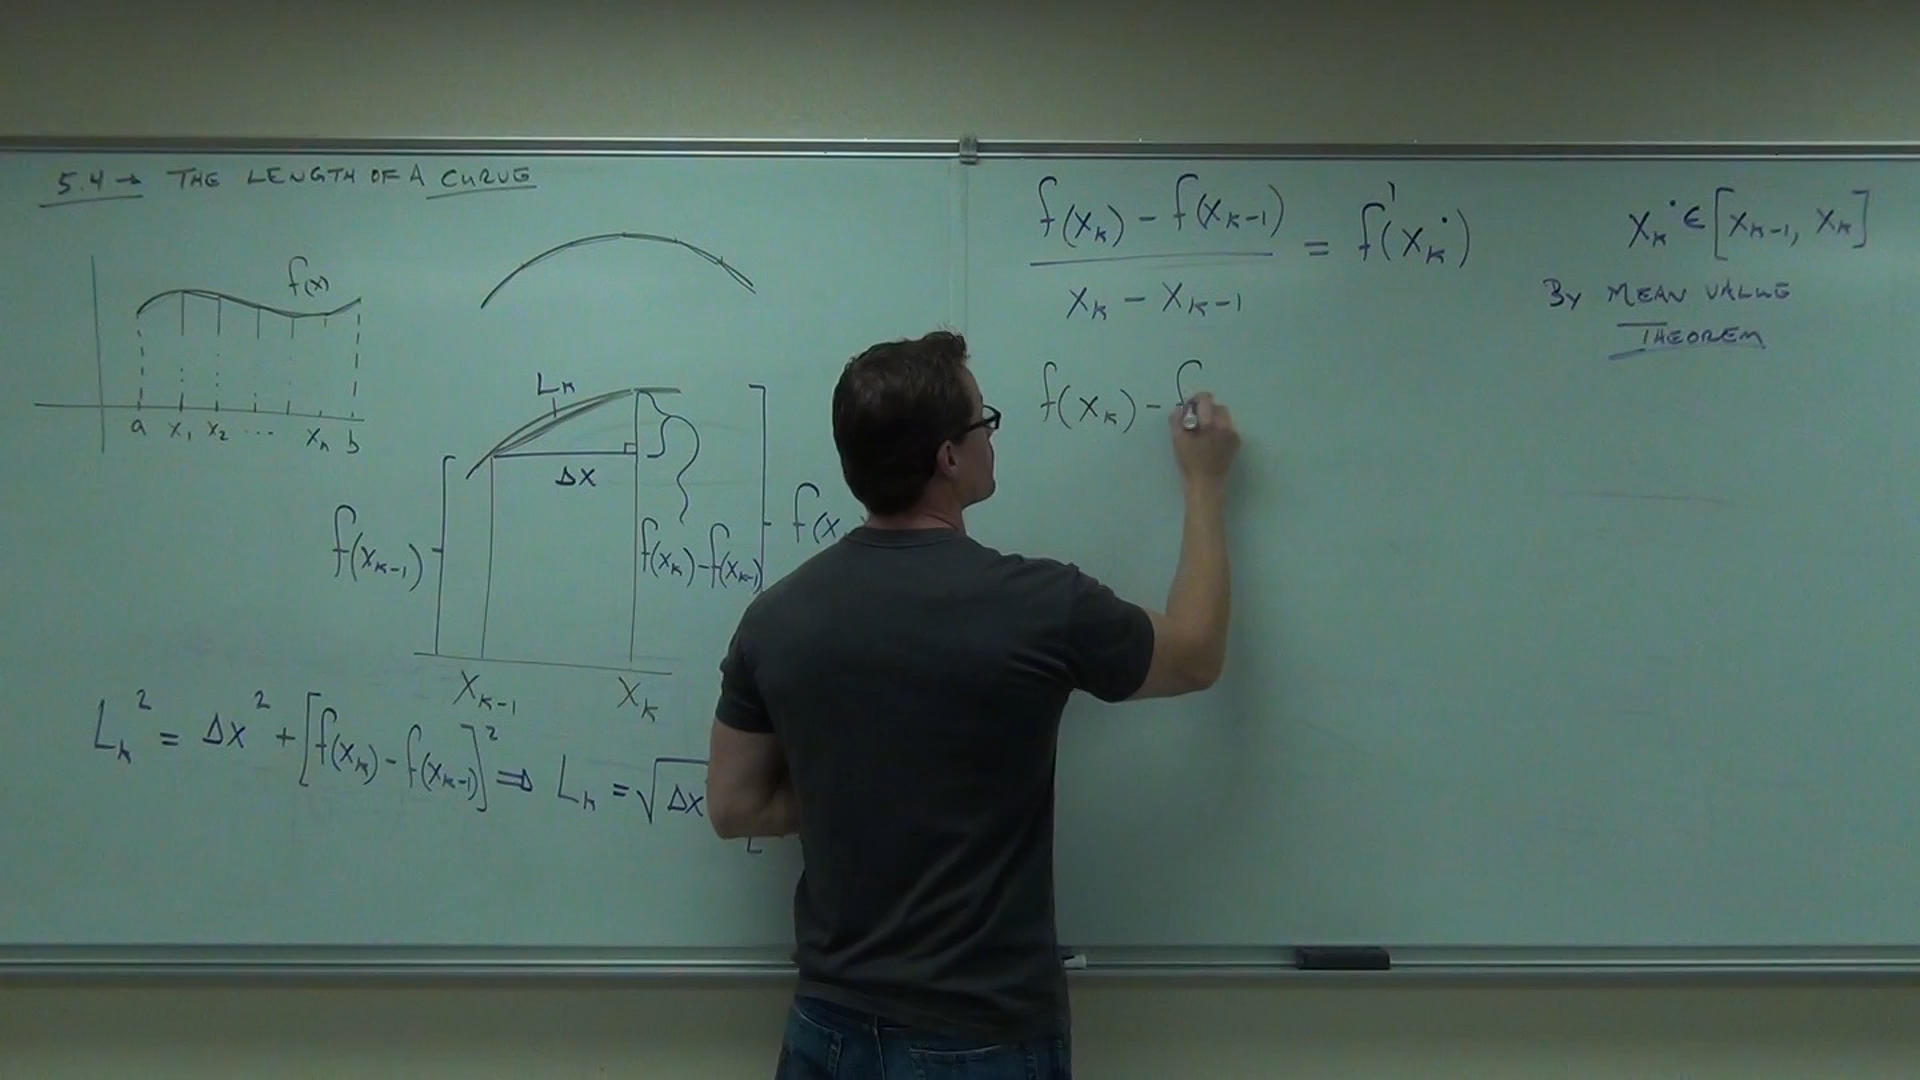 5.4 → THE LENGTH OF A CURVE
f(x)
a x₁ x₂ ... xₙ b
Lₖ
Δx
f(xₖ₋₁)
f(xₖ) - f(xₖ₋₁)
f(x
xₖ₋₁ xₖ
Lₖ² = Δx² + [f(xₖ) - f(xₖ₋₁)]² ⇒ Lₖ = √Δx
f(xₖ) - f(xₖ₋₁)
xₖ - xₖ₋₁
= f'(xₖ˙)
xₖ˙ ∈ [xₖ₋₁, xₖ]
BY MEAN VALUE
THEOREM
f(xₖ) - f